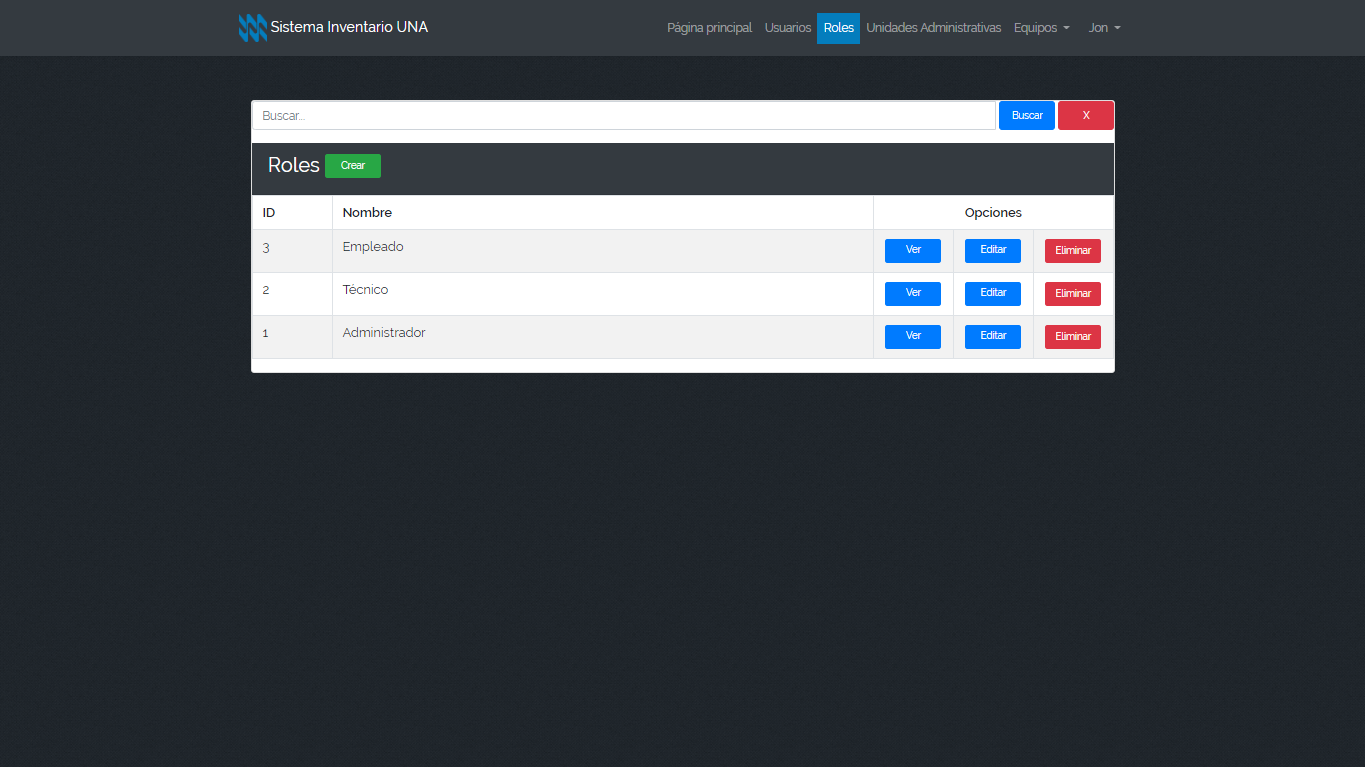 Sistema Inventario UNA Página principal Usuarios Roles Unidades Administrativas Equipos Jon
Buscar... Buscar X
Roles Crear
ID Nombre Opciones
3 Empleado Ver Editar Eliminar
2 Técnico Ver Editar Eliminar
1 Administrador Ver Editar Eliminar